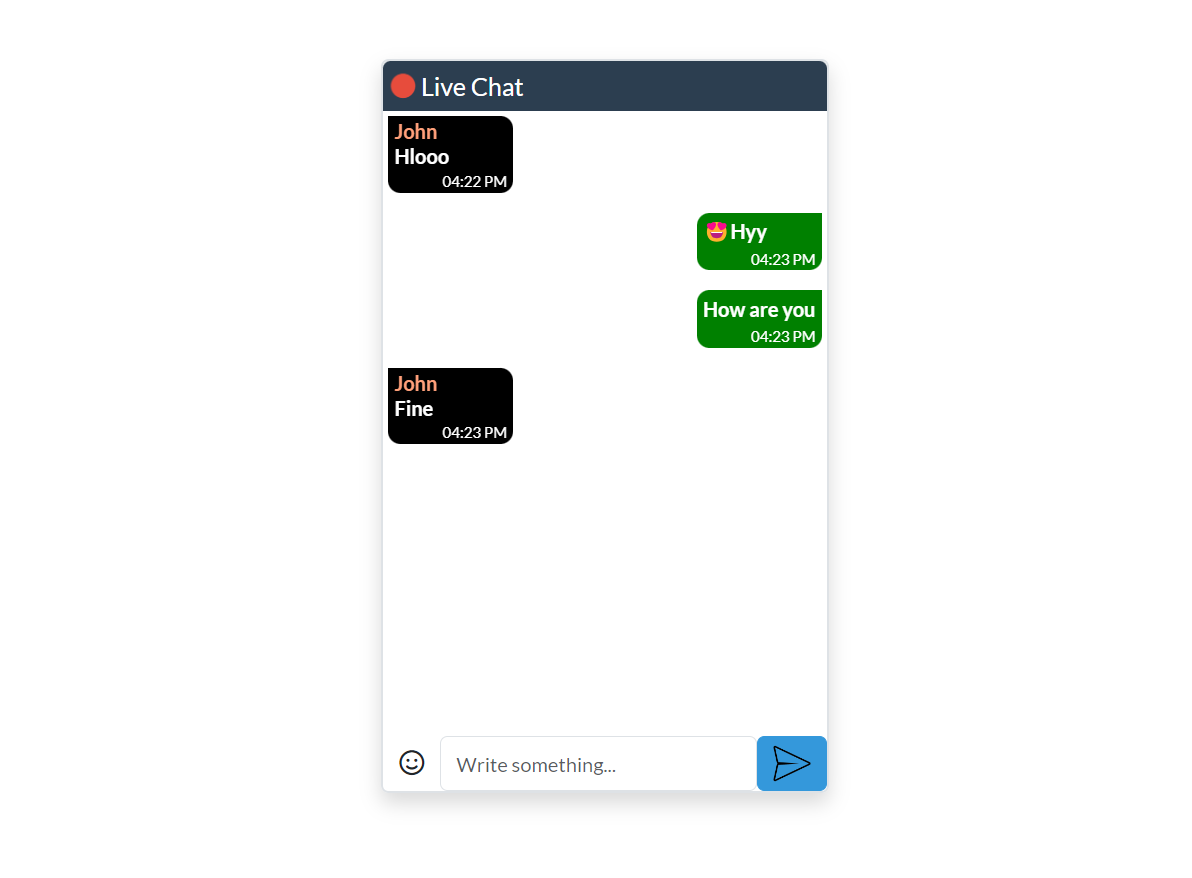 Live Chat
John
Hlooo
04:22 PM
😍 Hyy
04:23 PM
How are you
04:23 PM
John
Fine
04:23 PM
Write something...